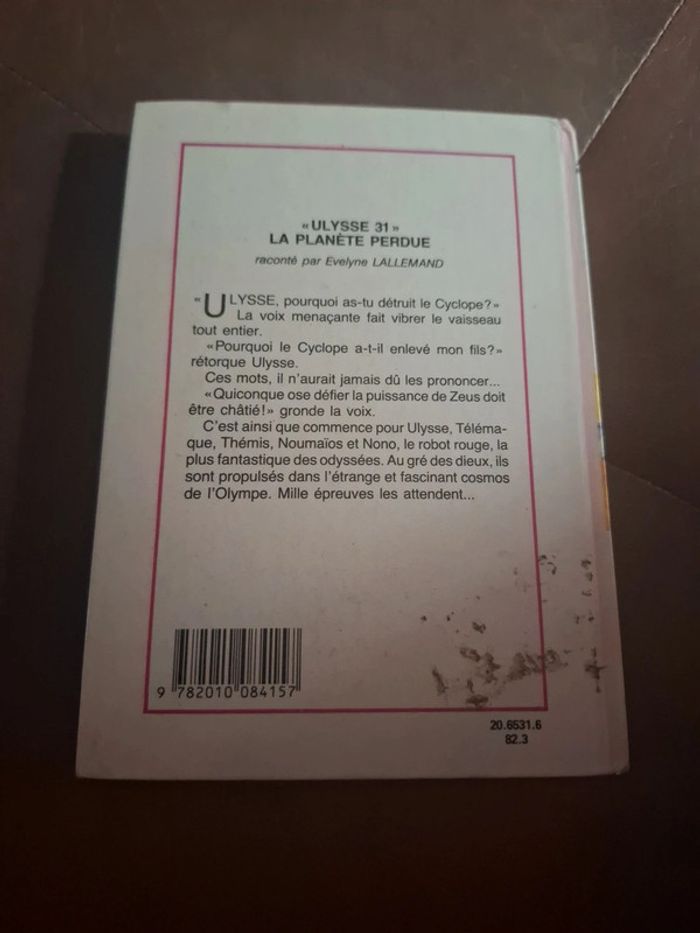 «ULYSSE 31»
LA PLANÈTE PERDUE
raconté par Evelyne LALLEMAND
«ULYSSE, pourquoi as-tu détruit le Cyclope?»
La voix menaçante fait vibrer le vaisseau
tout entier.
«Pourquoi le Cyclope a-t-il enlevé mon fils?»
rétorque Ulysse.
Ces mots, il n'aurait jamais dû les prononcer...
«Quiconque ose défier la puissance de Zeus doit
être châtié!» gronde la voix.
C'est ainsi que commence pour Ulysse, Téléma-
que, Thémis, Noumaïos et Nono, le robot rouge, la
plus fantastique des odyssées. Au gré des dieux, ils
sont propulsés dans l'étrange et fascinant cosmos
de l'Olympe. Mille épreuves les attendent...
9 782010 084157
20.6531.6
82.3